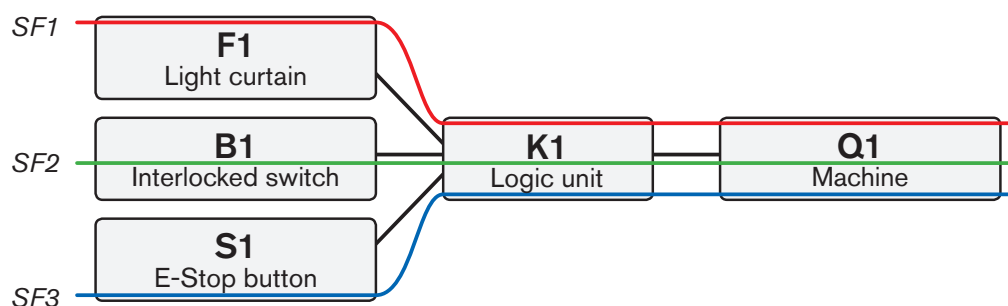 SF1
F1
Light curtain
SF2
B1
Interlocked switch
K1
Logic unit
Q1
Machine
S1
E-Stop button
SF3